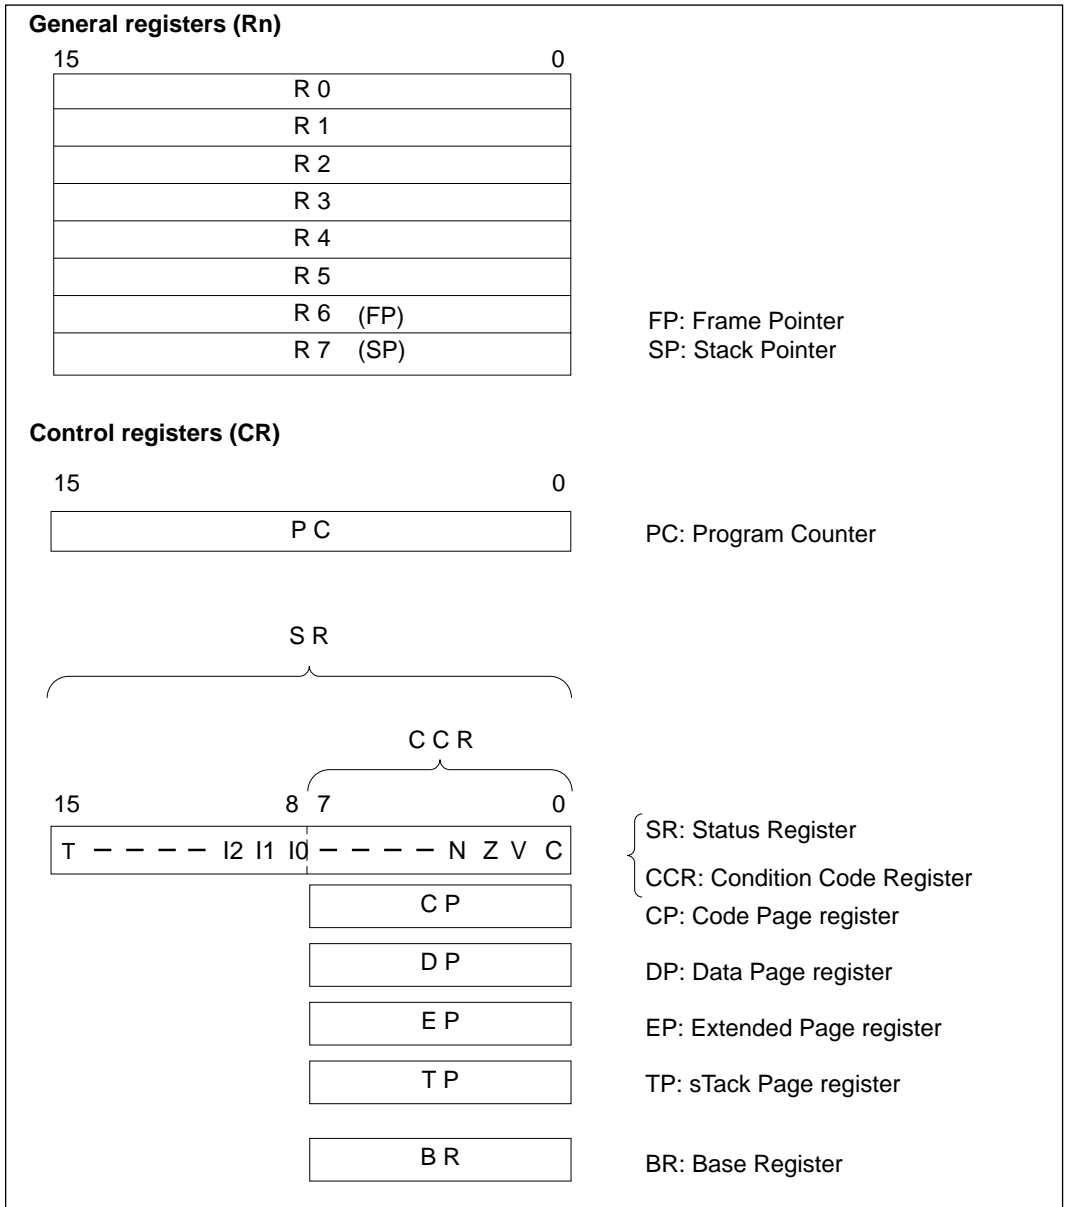 General registers (Rn)
15 0
R 0
R 1
R 2
R 3
R 4
R 5
R 6 (FP) FP: Frame Pointer
R 7 (SP) SP: Stack Pointer
Control registers (CR)
15 0
P C PC: Program Counter
S R
C C R
15 8 7 0
SR: Status Register
T – – – – I2 I1 I0 – – – – N Z V C
CCR: Condition Code Register
C P CP: Code Page register
D P DP: Data Page register
E P EP: Extended Page register
T P TP: sTack Page register
B R BR: Base Register